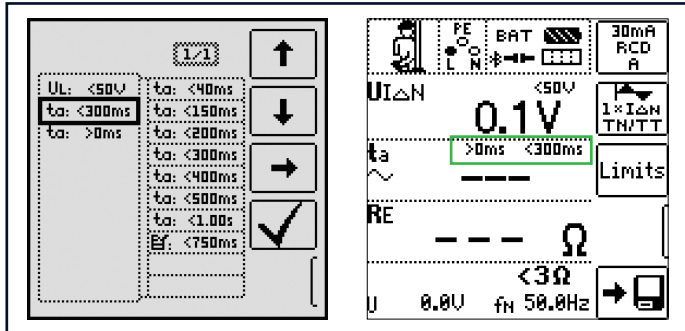 [1/1]
UL: <50V
ta: <300ms
ta: >0ms
ta: <40ms
ta: <150ms
ta: <200ms
ta: <300ms
ta: <400ms
ta: <500ms
ta: <1.00s
: <750ms
PE
L N
BAT
30mA
RCD
A
UI△N
<50V
0.1V
1×I△N
TN/TT
ta
>0ms <300ms
~ ---
Limits
RE
--- Ω
<3Ω
U 0.0V fN 50.0Hz